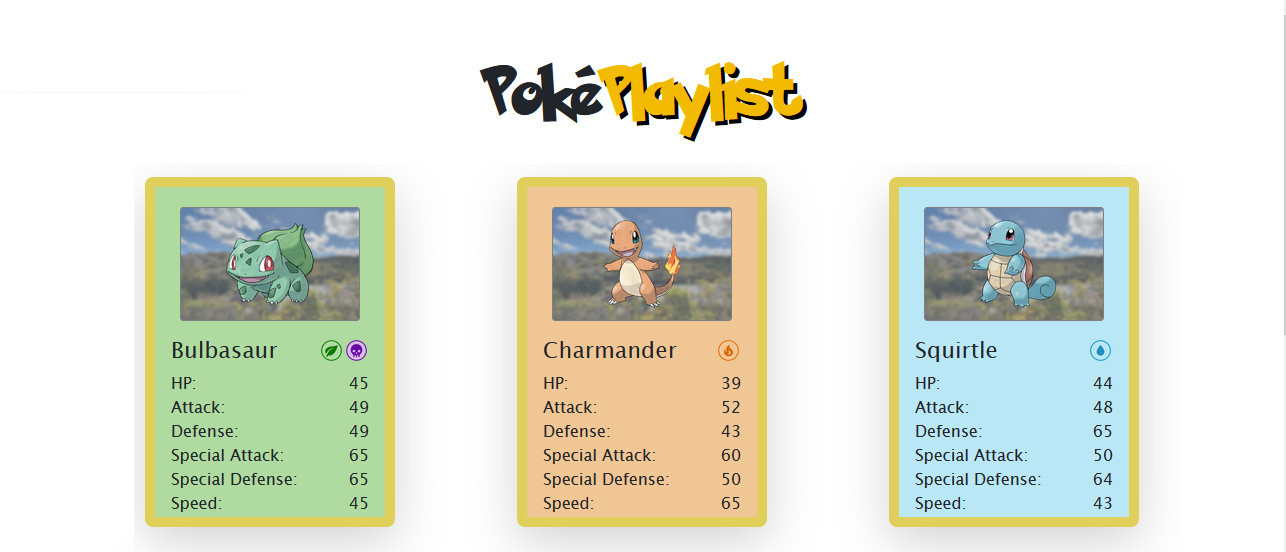 PokéPlaylist
Bulbasaur
HP: 45
Attack: 49
Defense: 49
Special Attack: 65
Special Defense: 65
Speed: 45
Charmander
HP: 39
Attack: 52
Defense: 43
Special Attack: 60
Special Defense: 50
Speed: 65
Squirtle
HP: 44
Attack: 48
Defense: 65
Special Attack: 50
Special Defense: 64
Speed: 43